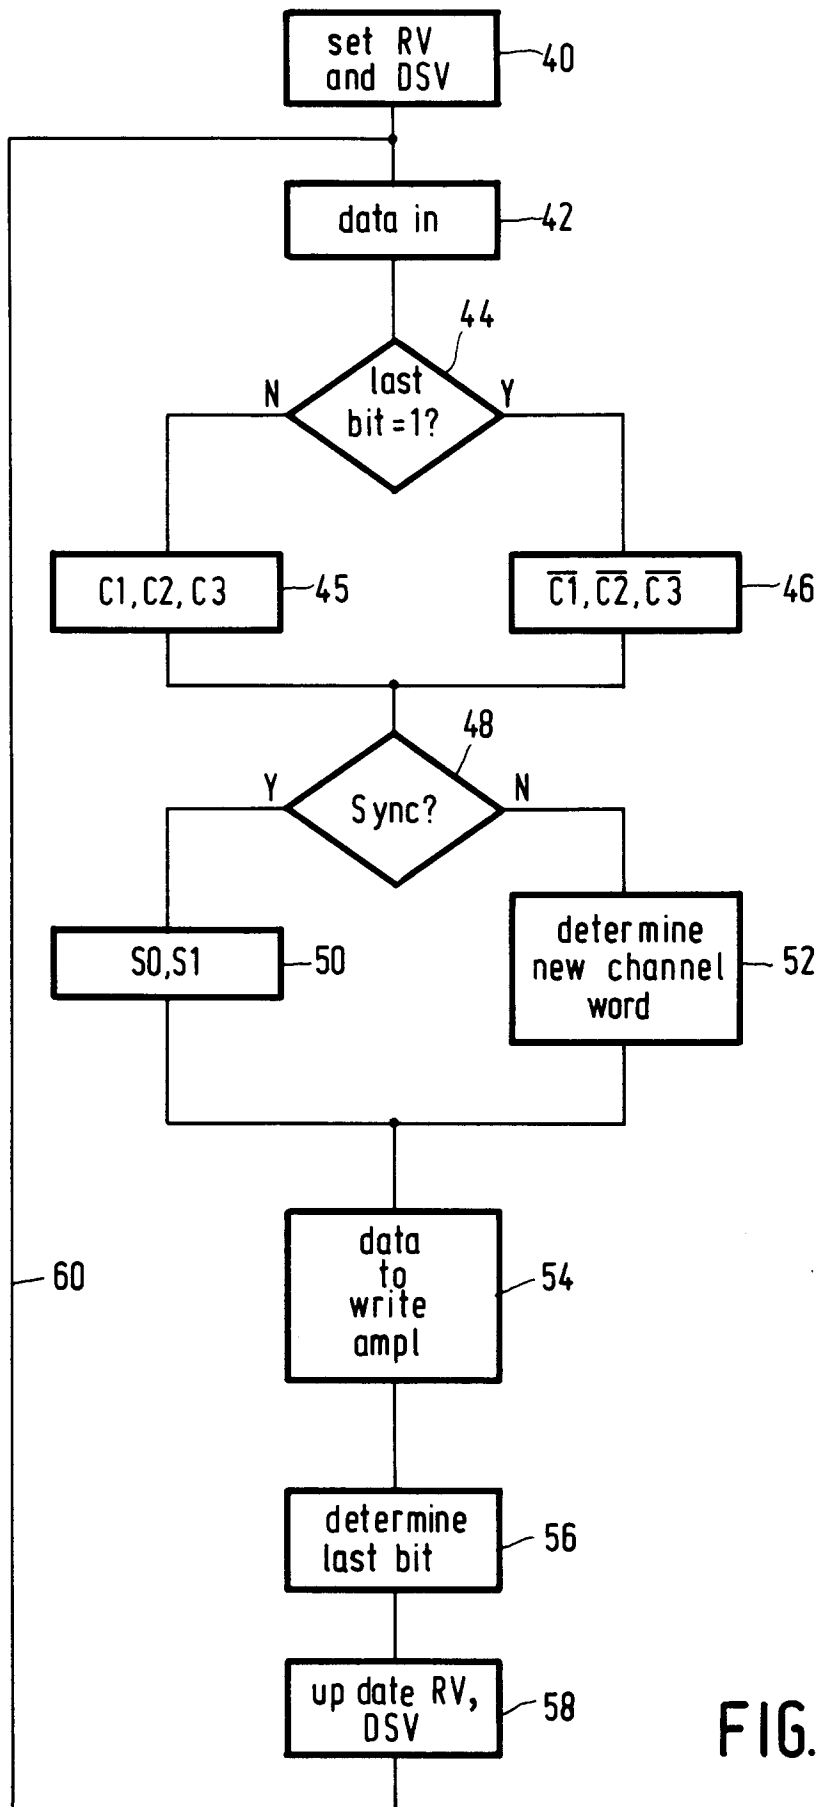 set RV
and DSV
40
data in
42
44
last
bit=1?
N
Y
C1, C2, C3
45
C̅1̅, C̅2̅, C̅3̅
46
48
Sync?
Y
N
S0,S1
50
determine
new channel
word
52
data
to
write
ampl
54
60
determine
last bit
56
up date RV,
DSV
58
FIG.